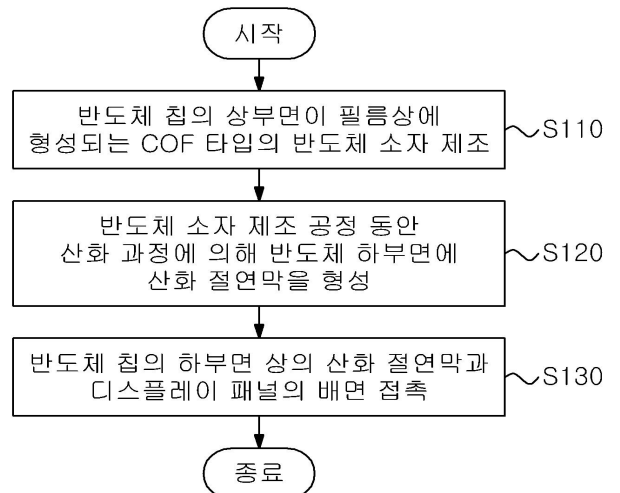 시작
반도체 칩의 상부면이 필름상에
형성되는 COF 타입의 반도체 소자 제조
S110
반도체 소자 제조 공정 동안
산화 과정에 의해 반도체 하부면에
산화 절연막을 형성
S120
반도체 칩의 하부면 상의 산화 절연막과
디스플레이 패널의 배면 접촉
S130
종료